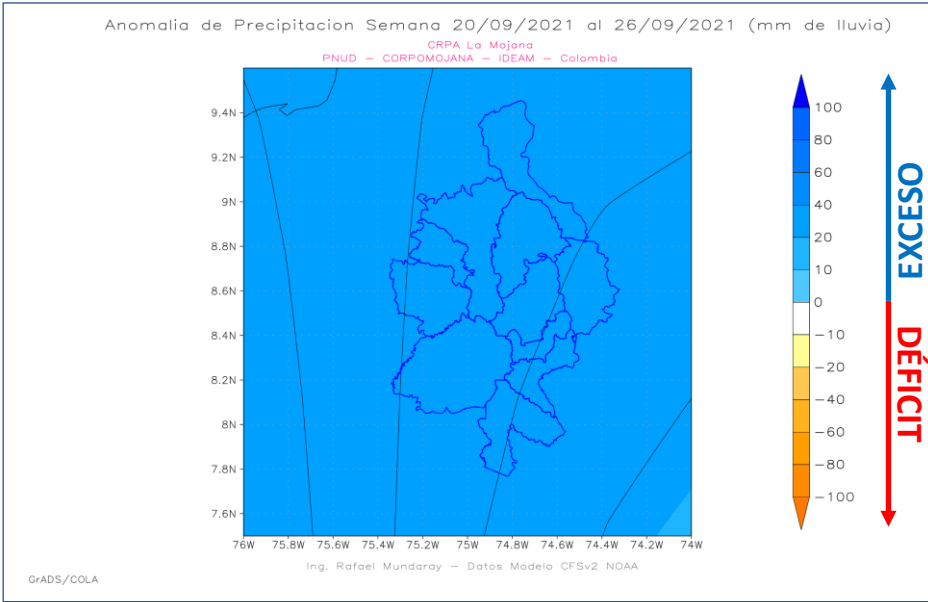 Anomalia de Precipitacion Semana 20/09/2021 al 26/09/2021 (mm de lluvia)
CRPA La Mojana
PNUD – CORPOMOJANA – IDEAM – Colombia
9.4N
9.2N
9N
8.8N
8.6N
8.4N
8.2N
8N
7.8N
7.6N
76W 75.8W 75.6W 75.4W 75.2W 75W 74.8W 74.6W 74.4W 74.2W 74W
100
80
60
40
20
10
0
−10
−20
−40
−60
−80
−100
EXCESO
DÉFICIT
Ing. Rafael Mundaray – Datos Modelo CFSv2 NOAA
GrADS/COLA